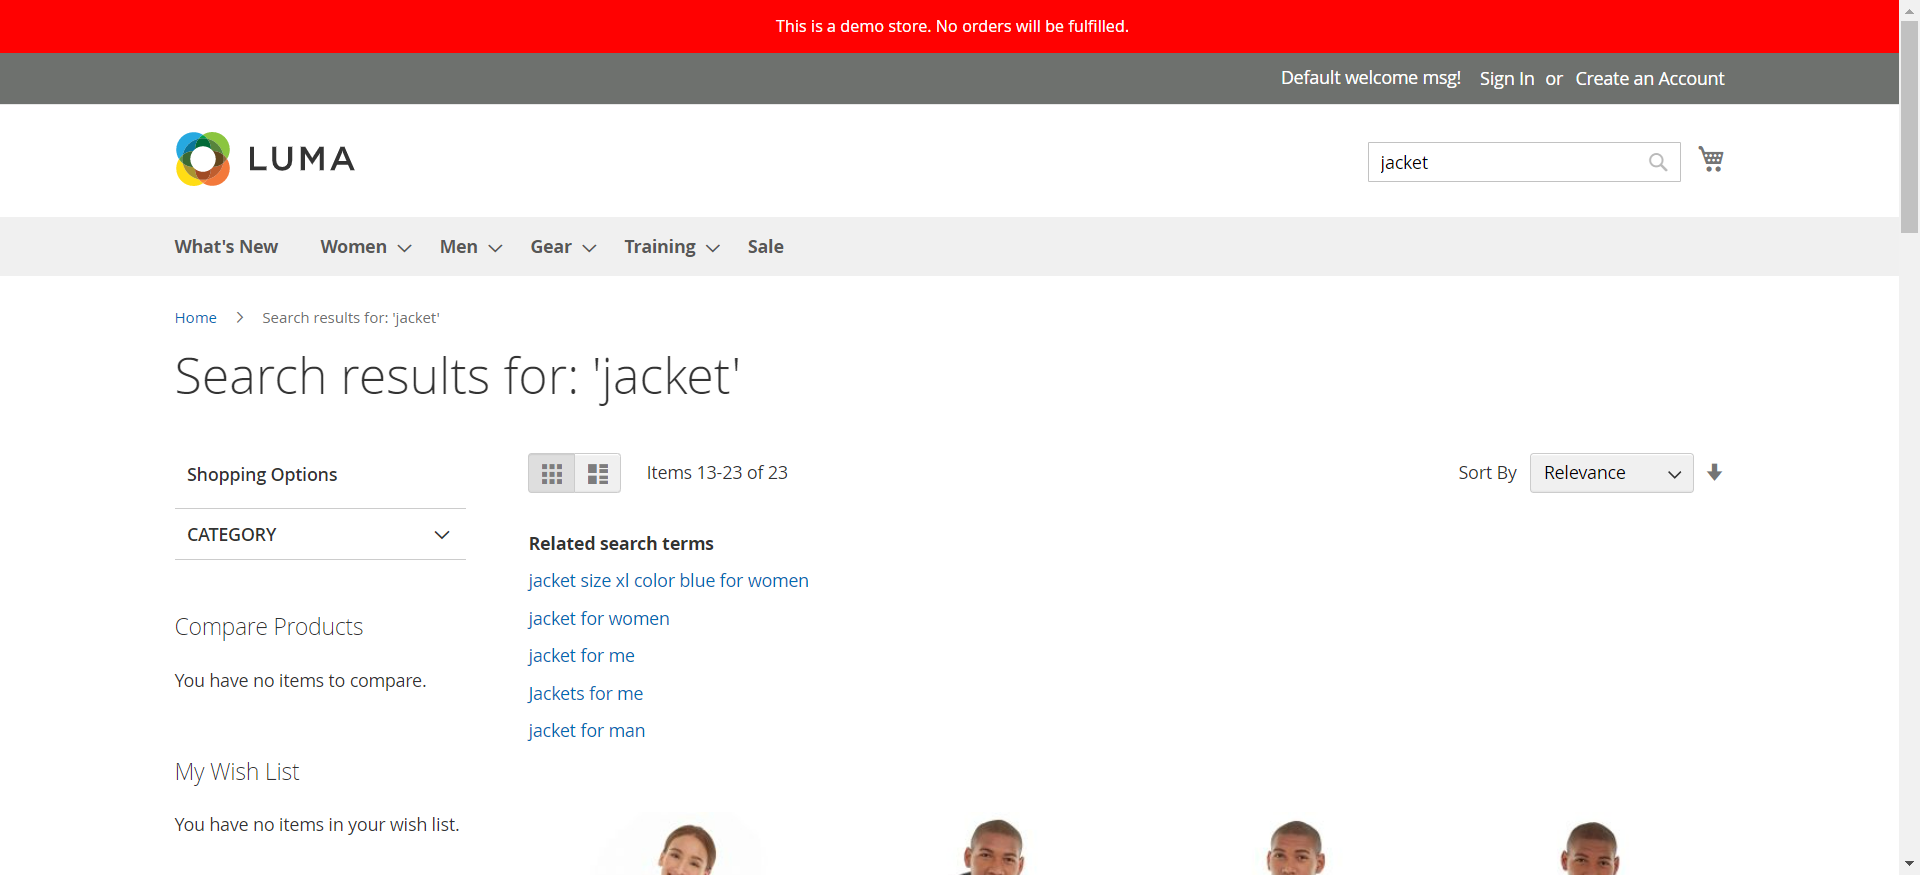 This is a demo store. No orders will be fulfilled.
Default welcome msg! Sign In or Create an Account
LUMA
jacket
What's New Women Men Gear Training Sale
Home Search results for: 'jacket'
Search results for: 'jacket'
Shopping Options
CATEGORY
Compare Products
You have no items to compare.
My Wish List
You have no items in your wish list.
Items 13-23 of 23
Sort By Relevance
Related search terms
jacket size xl color blue for women
jacket for women
jacket for me
Jackets for me
jacket for man